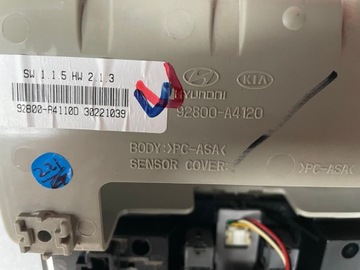 SW 1.1.5 HW 2.1.3
92800-A4110D 30221039
HYUNDAI
KIA
92800-A4120
BODY:>PC-ASA<
SENSOR COVER: >PC-ASA<